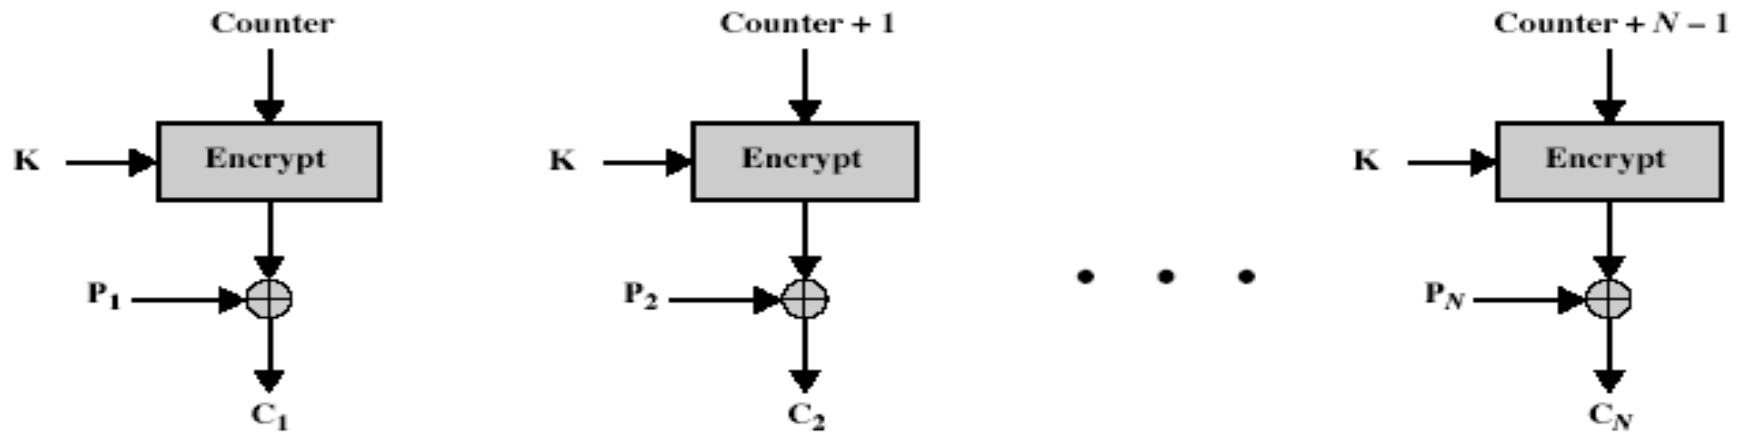 Counter Counter + 1 Counter + N – 1
K Encrypt K Encrypt K Encrypt
P1 P2 PN
C1 C2 CN